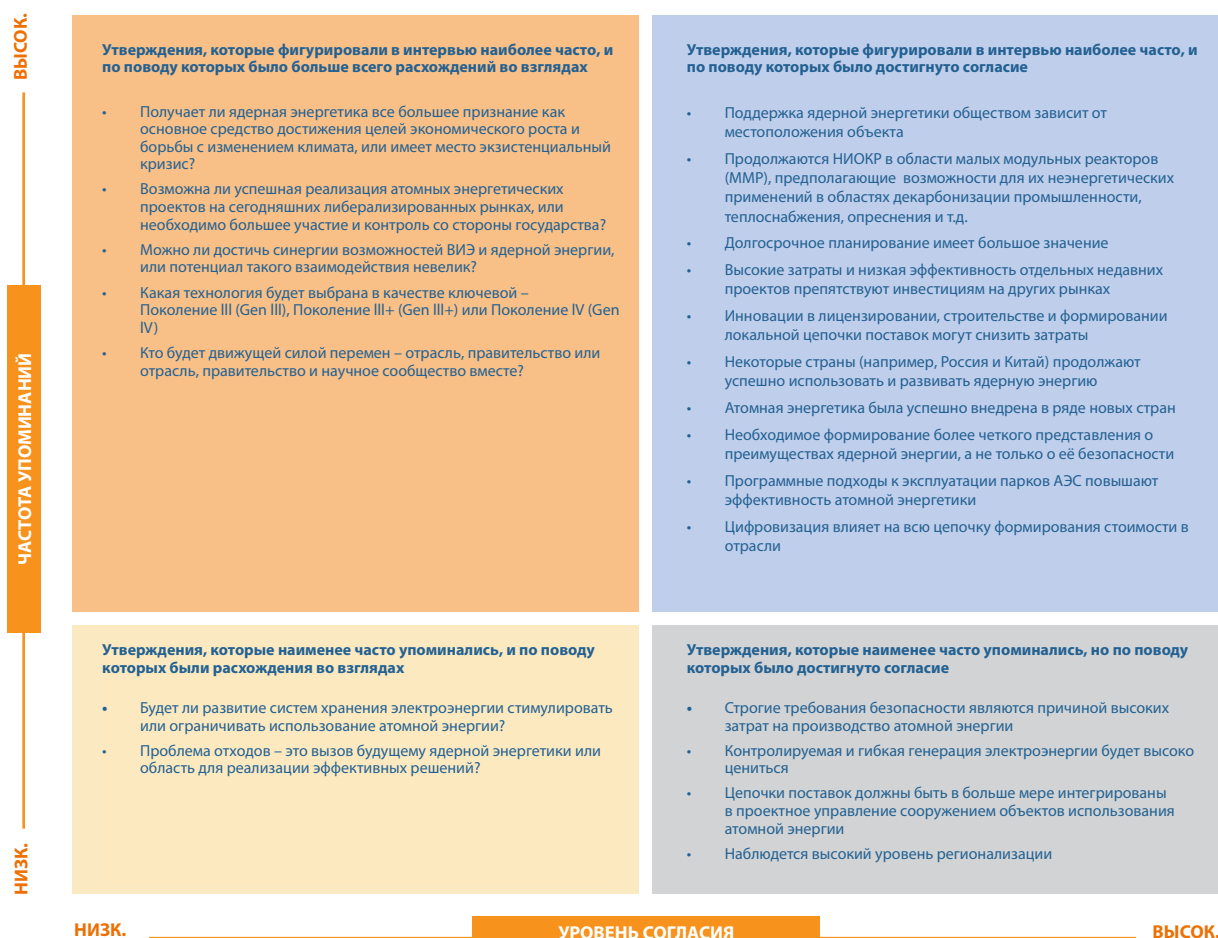 ВЫСОК.
ЧАСТОТА УПОМИНАНИЙ
НИЗК.
Утверждения, которые фигурировали в интервью наиболее часто, и
по поводу которых было больше всего расхождений во взглядах
• Получает ли ядерная энергетика все большее признание как
основное средство достижения целей экономического роста и
борьбы с изменением климата, или имеет место экзистенциальный
кризис?
• Возможна ли успешная реализация атомных энергетических
проектов на сегодняшних либерализированных рынках, или
необходимо большее участие и контроль со стороны государства?
• Можно ли достичь синергии возможностей ВИЭ и ядерной энергии,
или потенциал такого взаимодействия невелик?
• Какая технология будет выбрана в качестве ключевой –
Поколение III (Gen III), Поколение III+ (Gen III+) или Поколение IV (Gen
IV)
• Кто будет движущей силой перемен – отрасль, правительство или
отрасль, правительство и научное сообщество вместе?
Утверждения, которые фигурировали в интервью наиболее часто, и
по поводу которых было достигнуто согласие
• Поддержка ядерной энергетики обществом зависит от
местоположения объекта
• Продолжаются НИОКР в области малых модульных реакторов
(ММР), предполагающие возможности для их неэнергетических
применений в областях декарбонизации промышленности,
теплоснабжения, опреснения и т.д.
• Долгосрочное планирование имеет большое значение
• Высокие затраты и низкая эффективность отдельных недавних
проектов препятствуют инвестициям на других рынках
• Инновации в лицензировании, строительстве и формировании
локальной цепочки поставок могут снизить затраты
• Некоторые страны (например, Россия и Китай) продолжают
успешно использовать и развивать ядерную энергию
• Атомная энергетика была успешно внедрена в ряде новых стран
• Необходимое формирование более четкого представления о
преимуществах ядерной энергии, а не только о её безопасности
• Программные подходы к эксплуатации парков АЭС повышают
эффективность атомной энергетики
• Цифровизация влияет на всю цепочку формирования стоимости в
отрасли
Утверждения, которые наименее часто упоминались, и по поводу
которых были расхождения во взглядах
• Будет ли развитие систем хранения электроэнергии стимулировать
или ограничивать использование атомной энергии?
• Проблема отходов – это вызов будущему ядерной энергетики или
область для реализации эффективных решений?
Утверждения, которые наименее часто упоминались, но по поводу
которых было достигнуто согласие
• Строгие требования безопасности являются причиной высоких
затрат на производство атомной энергии
• Контролируемая и гибкая генерация электроэнергии будет высоко
цениться
• Цепочки поставок должны быть в больше мере интегрированы
в проектное управление сооружением объектов использования
атомной энергии
• Наблюдется высокий уровень регионализации
НИЗК.
УРОВЕНЬ СОГЛАСИЯ
ВЫСОК.